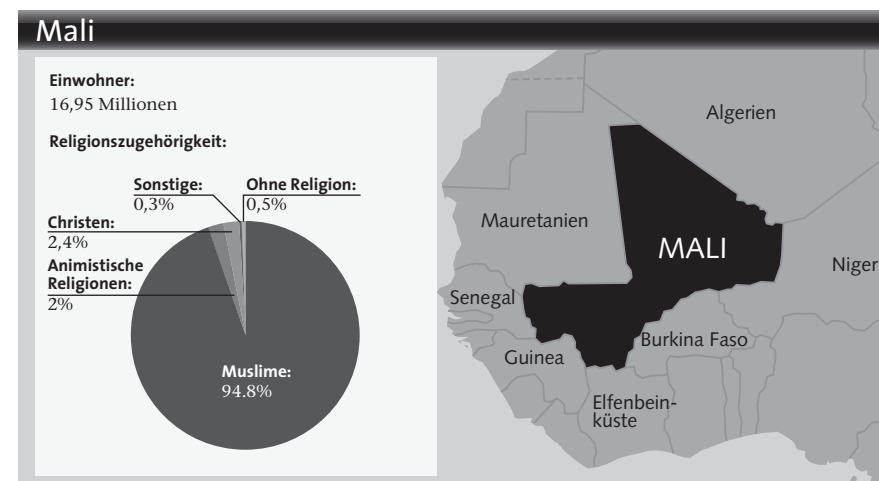 Mali
Einwohner:
16,95 Millionen
Religionszugehörigkeit:
Sonstige:
0,3%
Ohne Religion:
0,5%
Christen:
2,4%
Animistische
Religionen:
2%
Muslime:
94.8%
Algerien
Mauretanien
MALI
Niger
Senegal
Burkina Faso
Guinea
Elfenbein-
küste